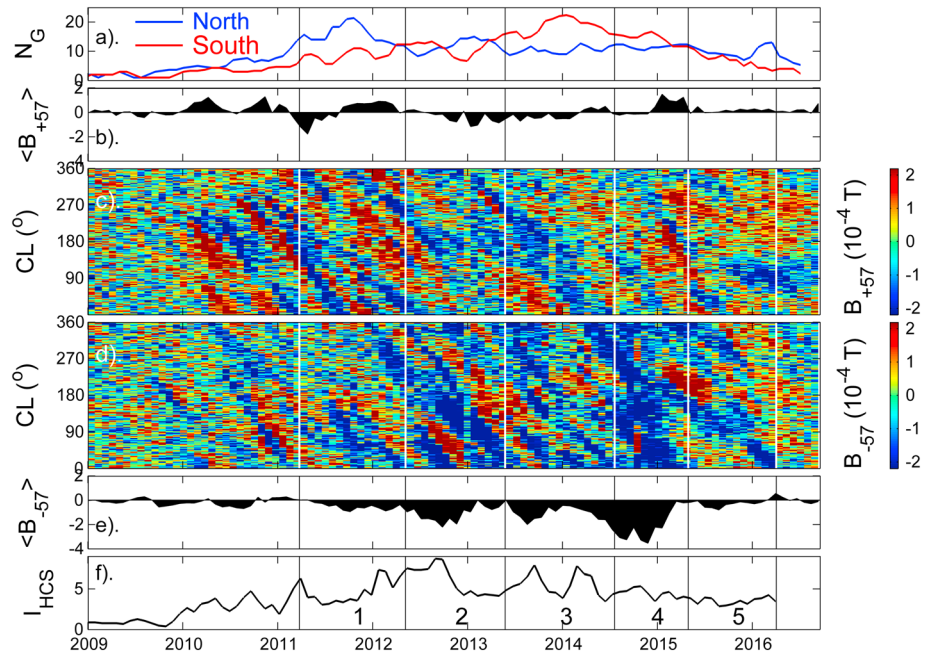 20
10
0
N_G
a).
North
South
2
0
-2
4
<B_+57>
b).
360
270
180
90
CL (°)
c).
2
1
0
-1
-2
B_+57 (10^-4 T)
360
270
180
90
0
CL (°)
d).
2
1
0
-1
-2
B_-57 (10^-4 T)
2
0
-2
-4
<B_-57>
e).
5
0
I_HCS
f).
1 2 3 4 5
2009 2010 2011 2012 2013 2014 2015 2016